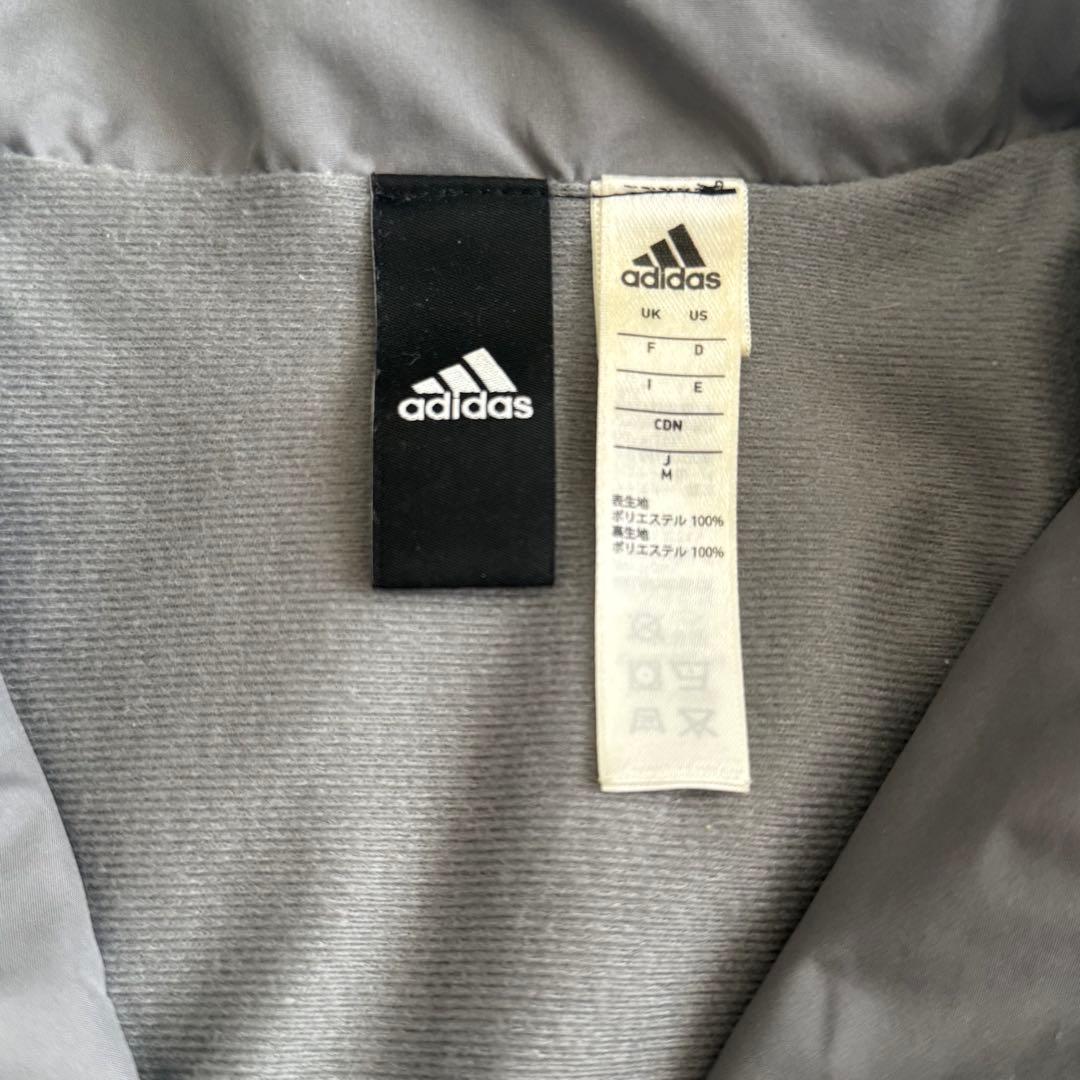 adidas
adidas
UK US
F D
I E
CDN
J
M
表生地
ポリエステル 100%
裏生地
ポリエステル 100%